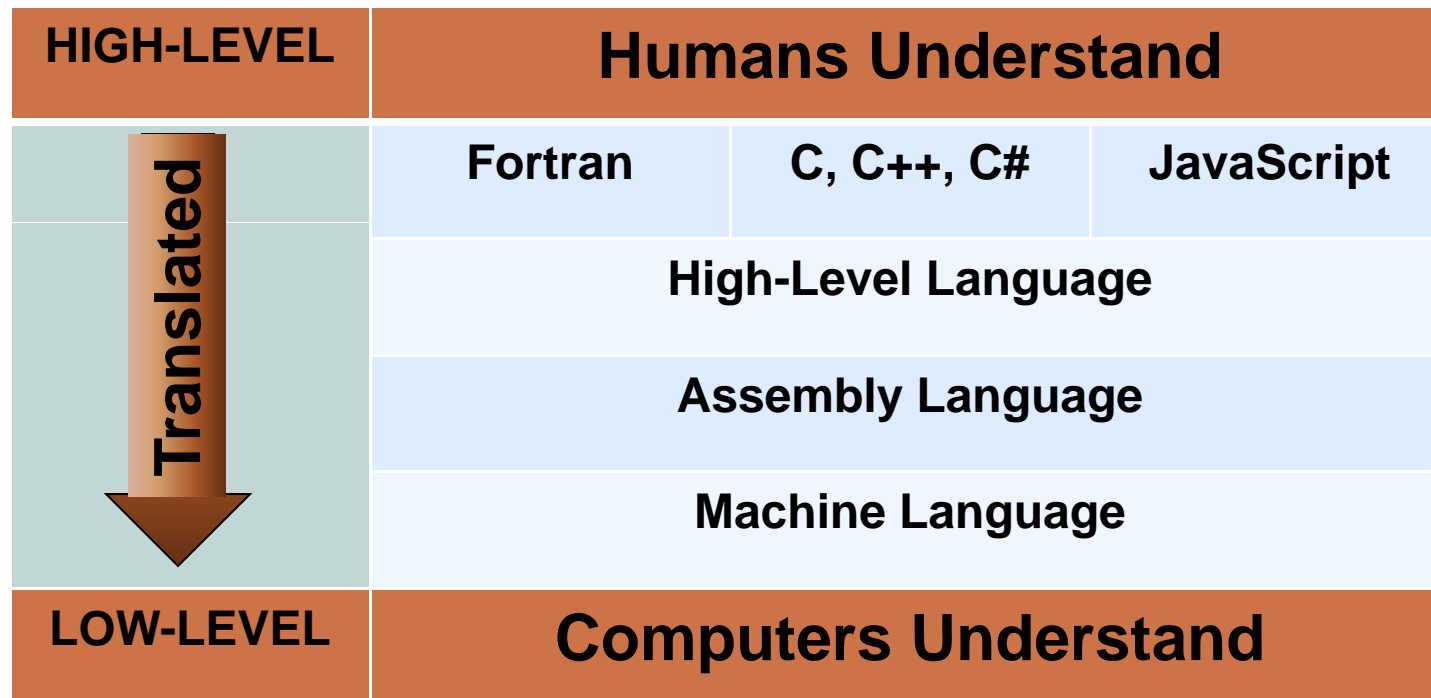 HIGH-LEVEL
Humans Understand
Translated
Fortran
C, C++, C#
JavaScript
High-Level Language
Assembly Language
Machine Language
LOW-LEVEL
Computers Understand